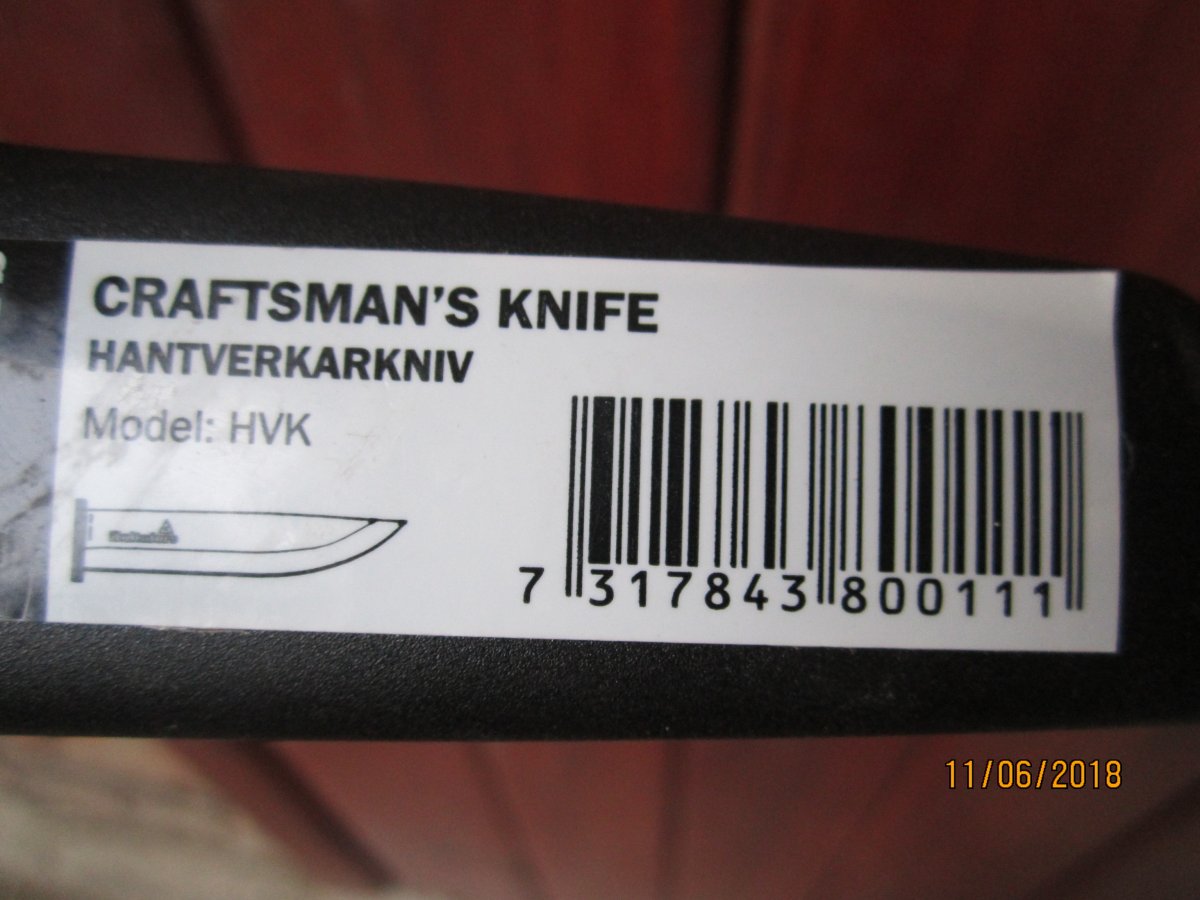 CRAFTSMAN'S KNIFE
HANTVERKARKNIV
Model: HVK
7 317843 800111
11/06/2018